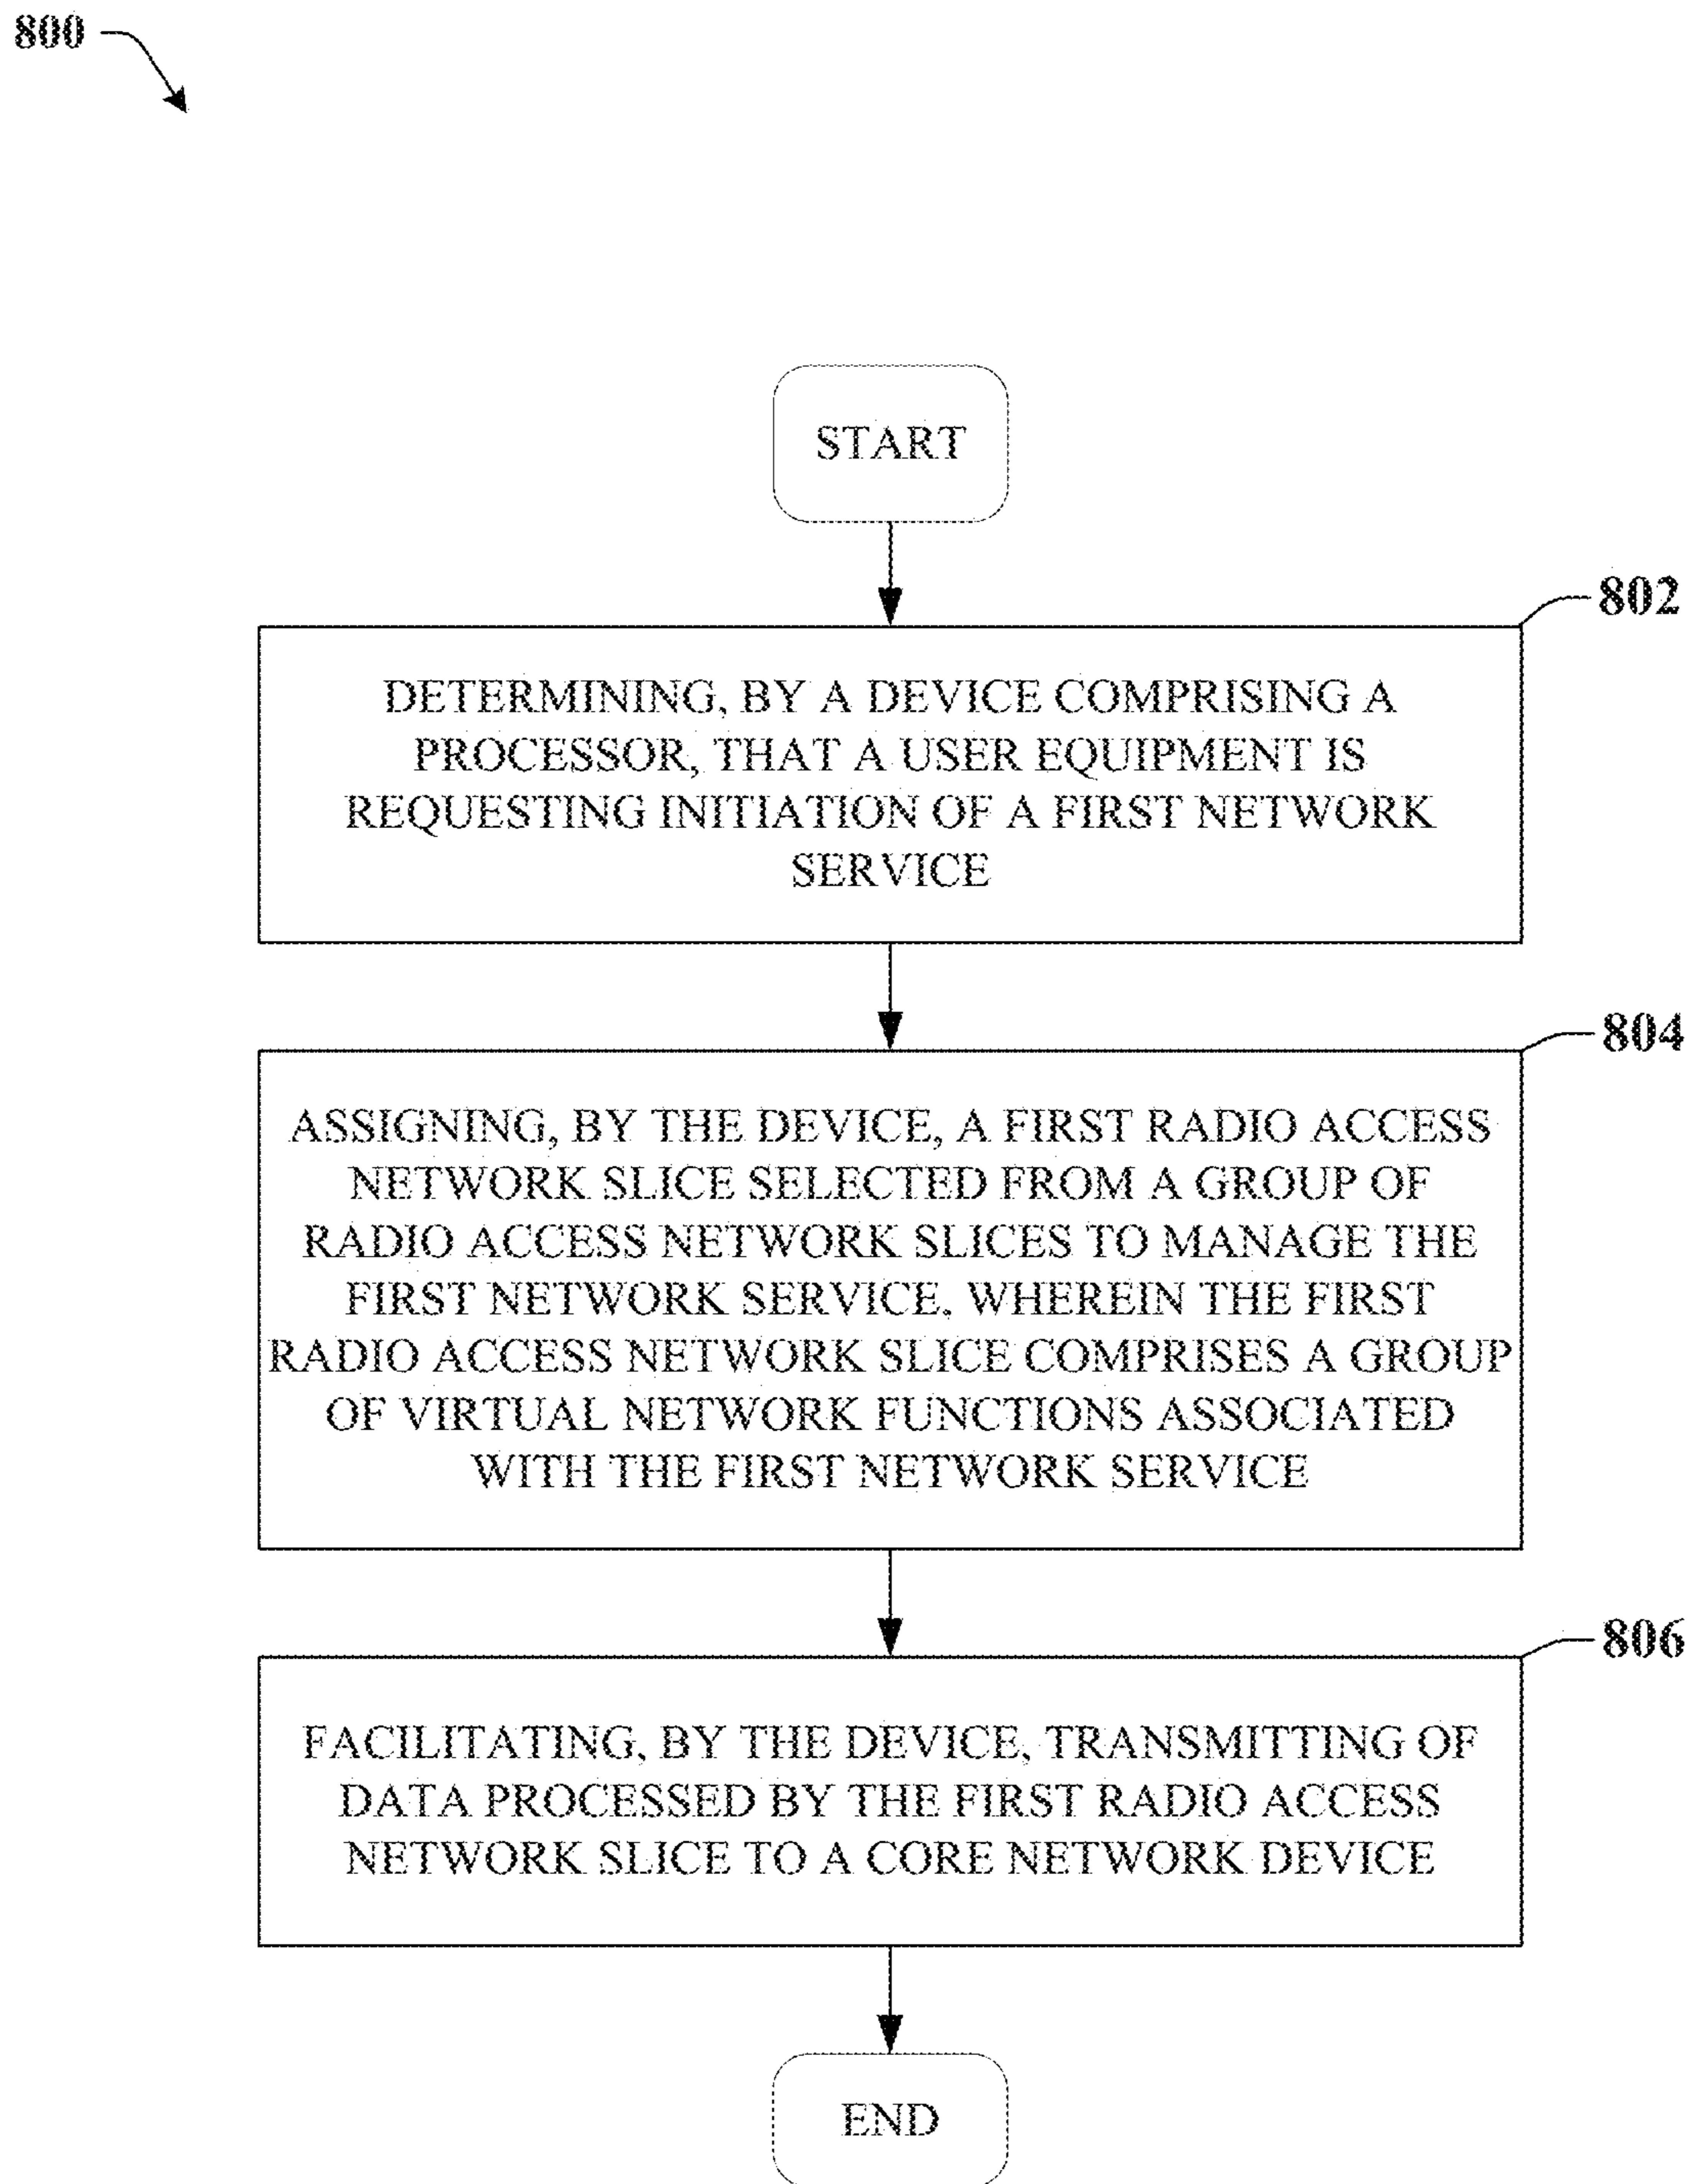 800
START
802
DETERMINING, BY A DEVICE COMPRISING A
PROCESSOR, THAT A USER EQUIPMENT IS
REQUESTING INITIATION OF A FIRST NETWORK
SERVICE
804
ASSIGNING, BY THE DEVICE, A FIRST RADIO ACCESS
NETWORK SLICE SELECTED FROM A GROUP OF
RADIO ACCESS NETWORK SLICES TO MANAGE THE
FIRST NETWORK SERVICE, WHEREIN THE FIRST
RADIO ACCESS NETWORK SLICE COMPRISES A GROUP
OF VIRTUAL NETWORK FUNCTIONS ASSOCIATED
WITH THE FIRST NETWORK SERVICE
806
FACILITATING, BY THE DEVICE, TRANSMITTING OF
DATA PROCESSED BY THE FIRST RADIO ACCESS
NETWORK SLICE TO A CORE NETWORK DEVICE
END